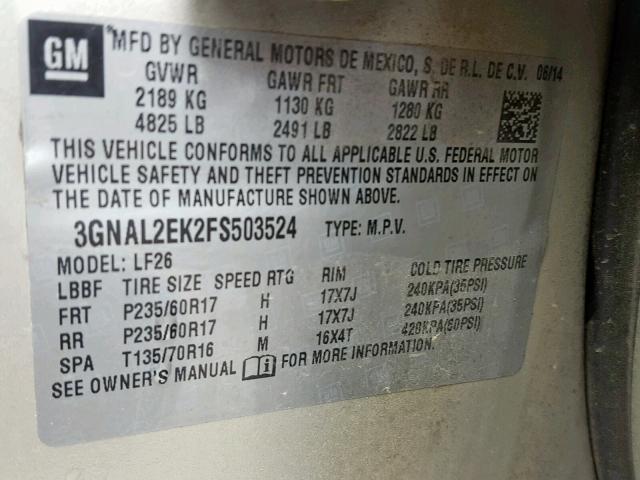 GM
*MFD BY GENERAL MOTORS DE MEXICO, S. DE R.L. DE C.V. 06/14
GVWR GAWR FRT GAWR RR
2189 KG 1130 KG 1280 KG
4825 LB 2491 LB 2822 LB
THIS VEHICLE CONFORMS TO ALL APPLICABLE U.S. FEDERAL MOTOR
VEHICLE SAFETY AND THEFT PREVENTION STANDARDS IN EFFECT ON
THE DATE OF MANUFACTURE SHOWN ABOVE.
3GNAL2EK2FS503524 TYPE: M.P.V.
MODEL: LF26
LBBF TIRE SIZE SPEED RTG RIM COLD TIRE PRESSURE
FRT P235/60R17 H 17X7J 240KPA(35PSI)
RR P235/60R17 H 17X7J 240KPA(35PSI)
SPA T135/70R16 M 16X4T 420KPA(60PSI)
SEE OWNER'S MANUAL FOR MORE INFORMATION.